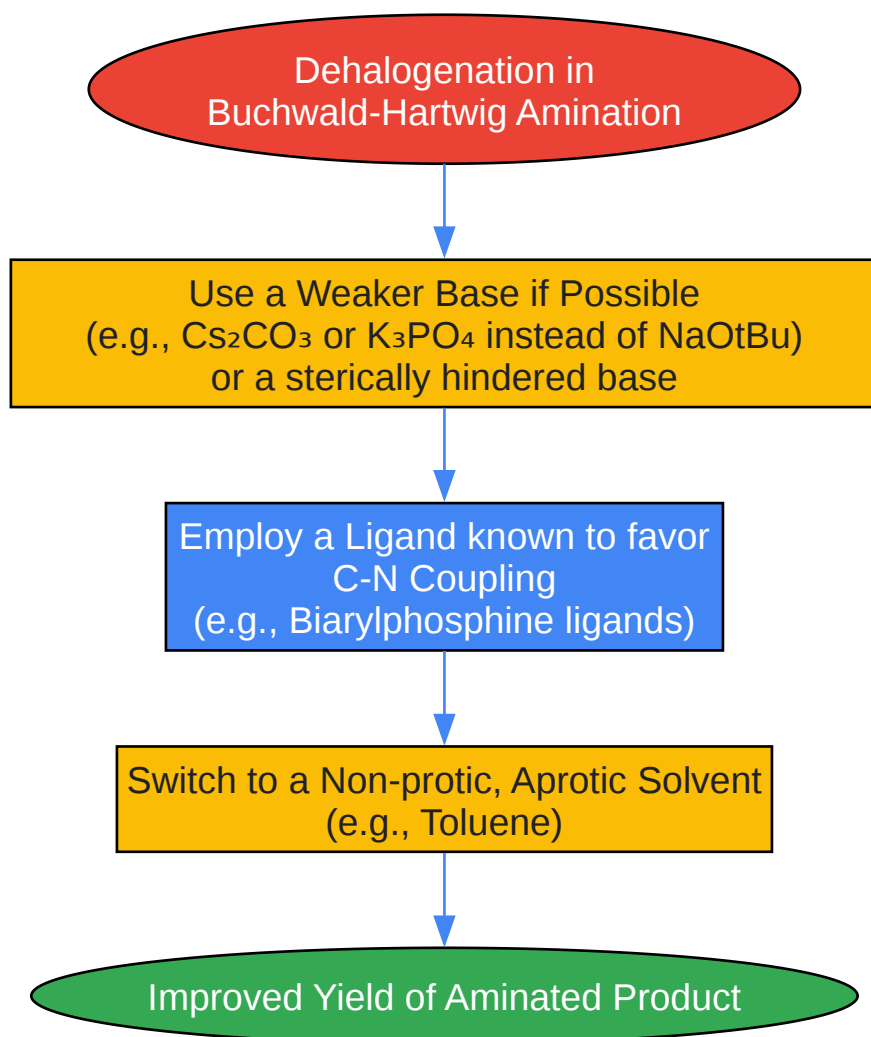 Dehalogenation in
Buchwald-Hartwig Amination
Use a Weaker Base if Possible
(e.g., Cs₂CO₃ or K₃PO₄ instead of NaOtBu)
or a sterically hindered base
Employ a Ligand known to favor
C-N Coupling
(e.g., Biarylphosphine ligands)
Switch to a Non-protic, Aprotic Solvent
(e.g., Toluene)
Improved Yield of Aminated Product